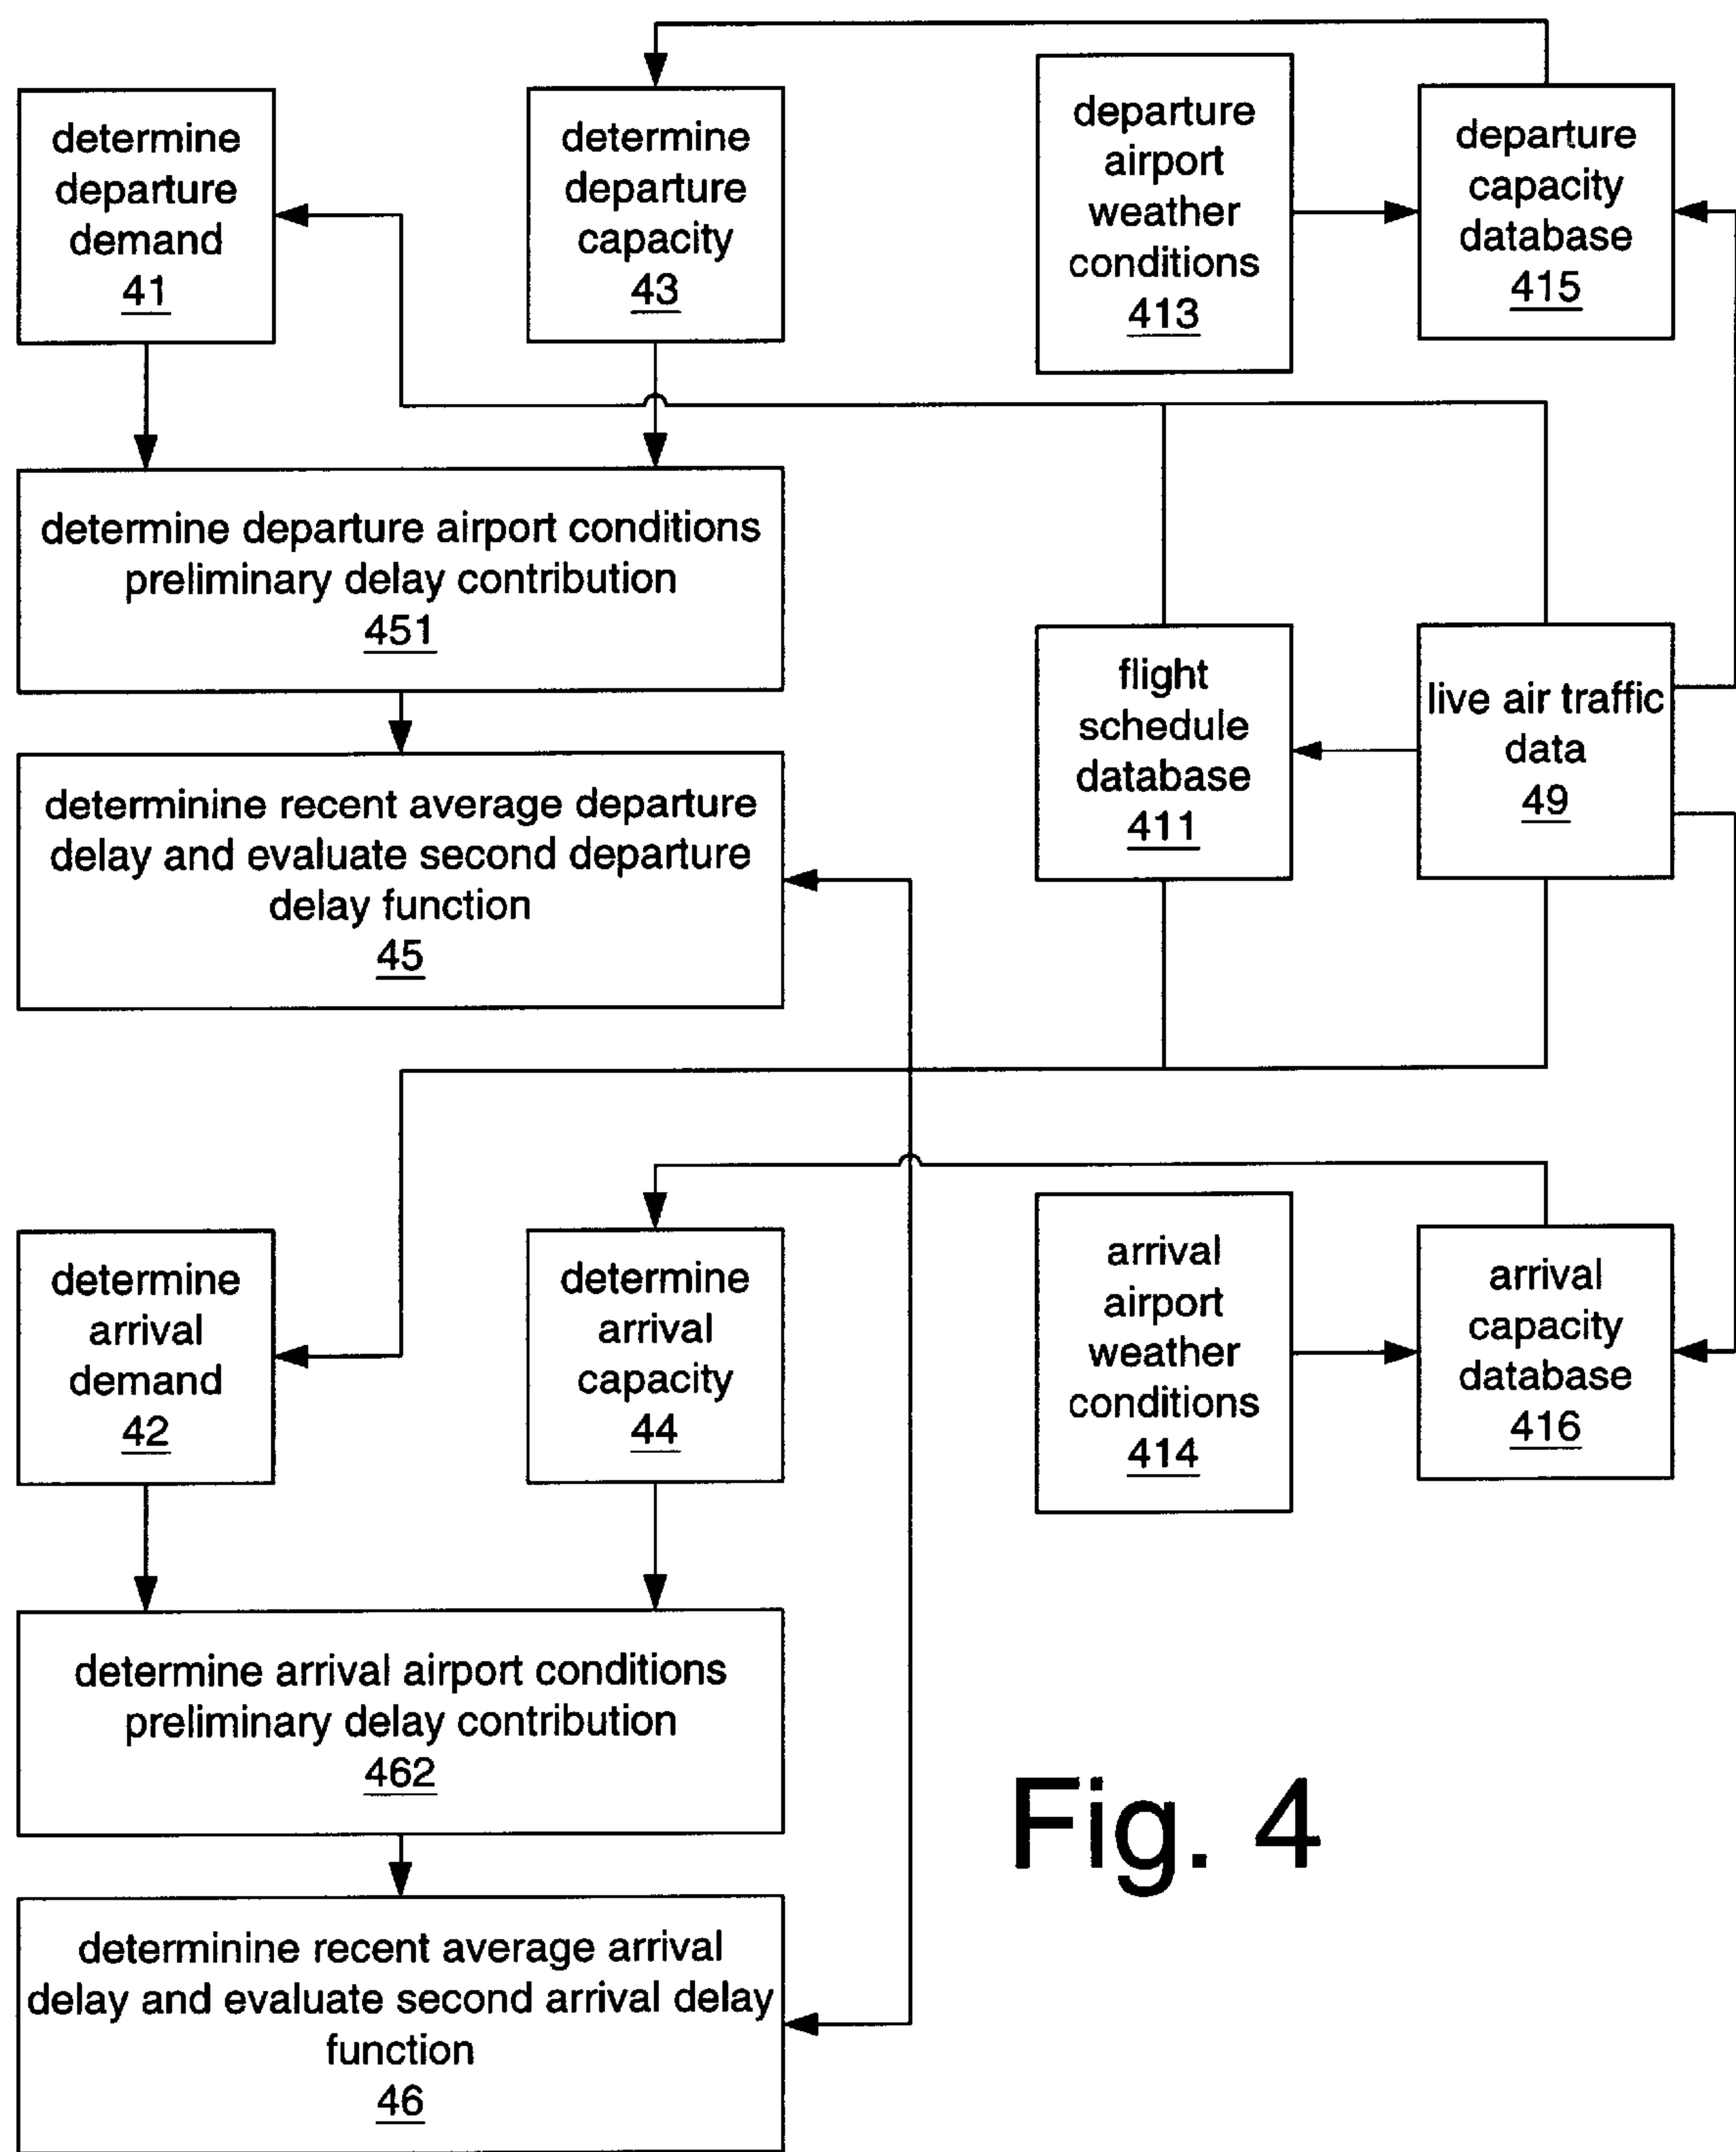 determine
departure
demand
41
determine
departure
capacity
43
departure
airport
weather
conditions
413
departure
capacity
database
415
determine departure airport conditions
preliminary delay contribution
451
flight
schedule
database
411
live air traffic
data
49
determinine recent average departure
delay and evaluate second departure
delay function
45
determine
arrival
demand
42
determine
arrival
capacity
44
arrival
airport
weather
conditions
414
arrival
capacity
database
416
determine arrival airport conditions
preliminary delay contribution
462
Fig. 4
determinine recent average arrival
delay and evaluate second arrival delay
function
46